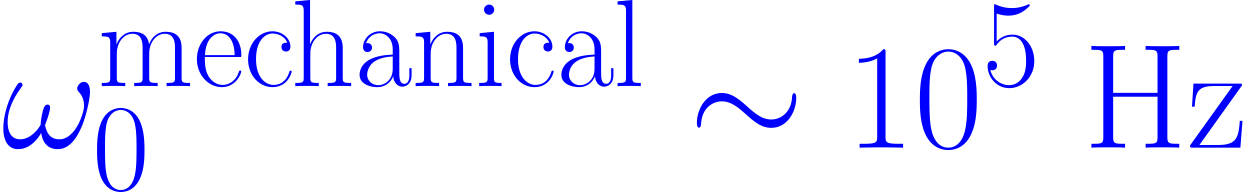 ω₀^mechanical ∼ 10⁵ Hz